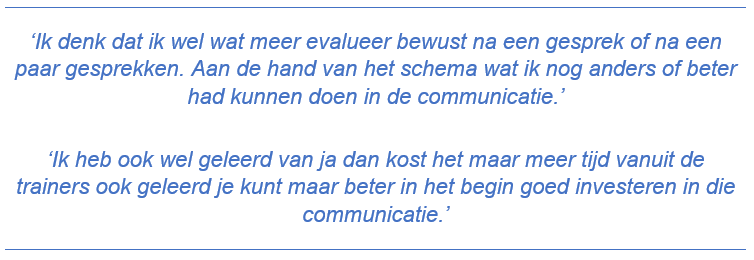 ‘Ik denk dat ik wel wat meer evalueer bewust na een gesprek of na een
paar gesprekken. Aan de hand van het schema wat ik nog anders of beter
had kunnen doen in de communicatie.’
‘Ik heb ook wel geleerd van ja dan kost het maar meer tijd vanuit de
trainers ook geleerd je kunt maar beter in het begin goed investeren in die
communicatie.’